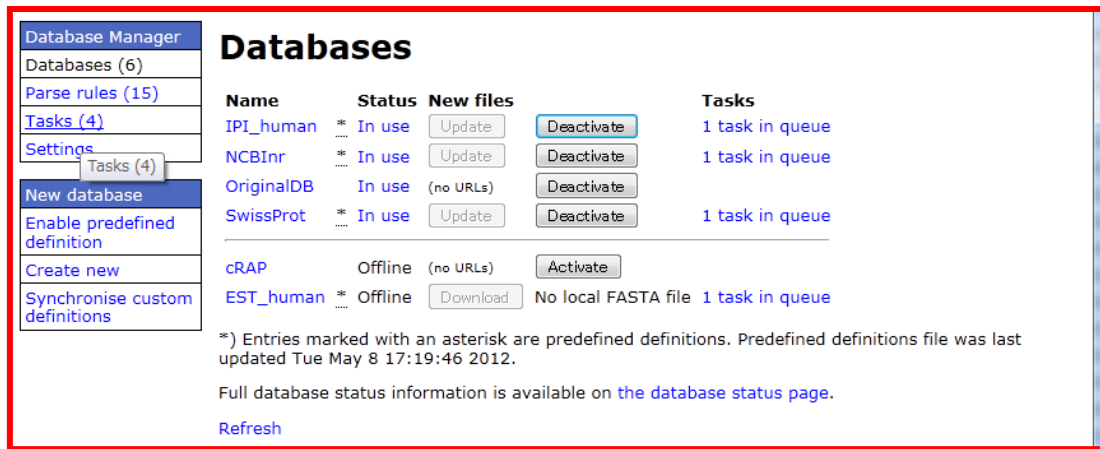 Database Manager
Databases (6)
Parse rules (15)
Tasks (4)
Settings
Tasks (4)
New database
Enable predefined
definition
Create new
Synchronise custom
definitions
Databases
Name Status New files Tasks
IPI_human * In use Update Deactivate 1 task in queue
NCBInr * In use Update Deactivate 1 task in queue
OriginalDB In use (no URLs) Deactivate
SwissProt * In use Update Deactivate 1 task in queue
cRAP Offline (no URLs) Activate
EST_human * Offline Download No local FASTA file 1 task in queue
*) Entries marked with an asterisk are predefined definitions. Predefined definitions file was last
updated Tue May 8 17:19:46 2012.
Full database status information is available on the database status page.
Refresh